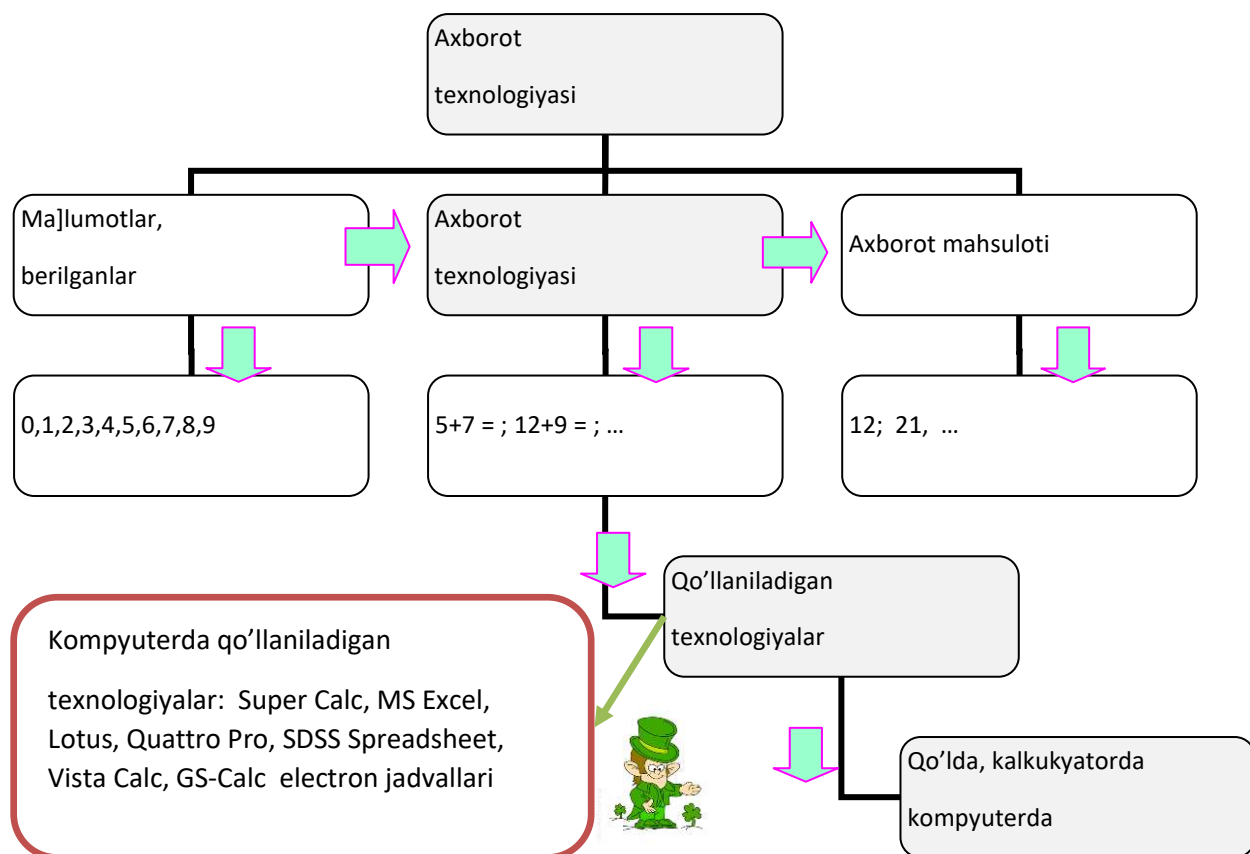 Axborot
texnologiyasi
Ma]lumotlar,
berilganlar
Axborot
texnologiyasi
Axborot mahsuloti
0,1,2,3,4,5,6,7,8,9
5+7 = ; 12+9 = ; ...
12;  21,  ...
Qo’llaniladigan
texnologiyalar
Kompyuterda qo’llaniladigan
texnologiyalar:  Super Calc, MS Excel,
Lotus, Quattro Pro, SDSS Spreadsheet,
Vista Calc, GS-Calc  electron jadvallari
Qo’lda, kalkukyatorda
kompyuterda